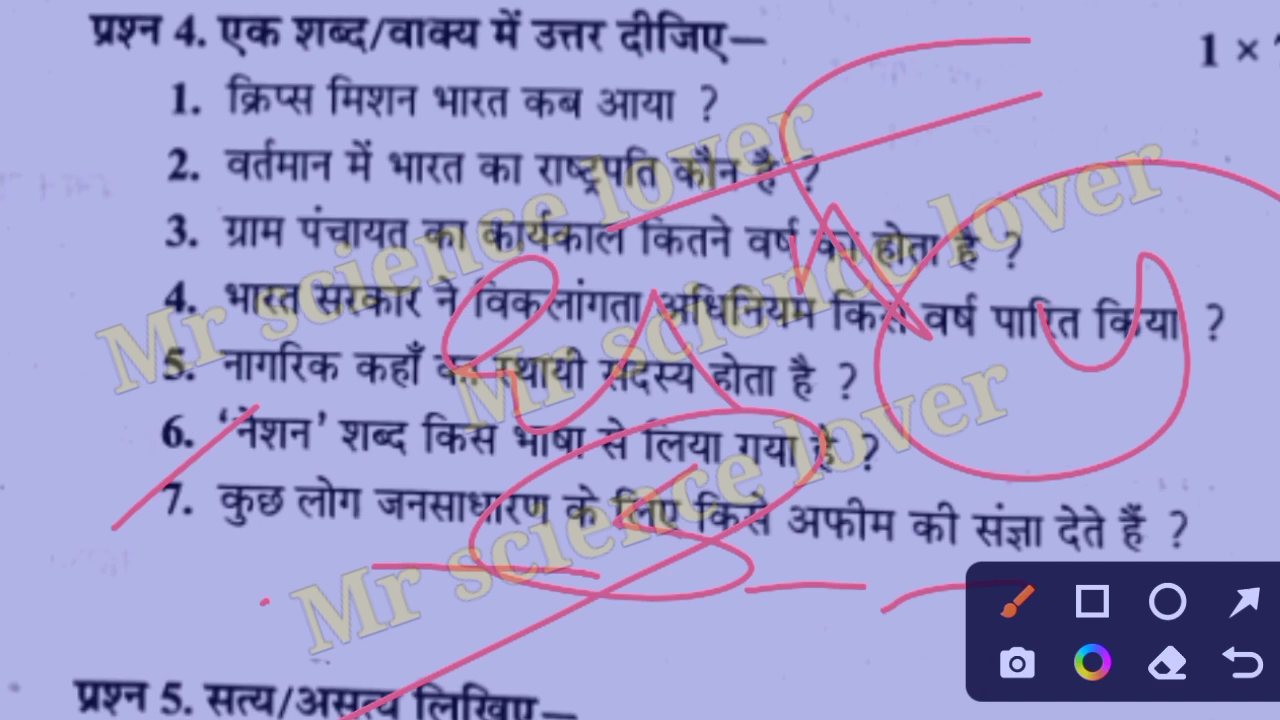 प्रश्न 4. एक शब्द/वाक्य में उत्तर दीजिए—
1 ×
1. क्रिप्स मिशन भारत कब आया ?
2. वर्तमान में भारत का राष्ट्रपति कौन है ?
3. ग्राम पंचायत का कार्यकाल कितने वर्ष का होता है ?
4. भारत सरकार ने विकलांगता अधिनियम किस वर्ष पारित किया ?
5. नागरिक कहाँ का स्थायी सदस्य होता है ?
6. ‘नेशन’ शब्द किस भाषा से लिया गया है ?
7. कुछ लोग जनसाधारण के लिए किसे अफीम की संज्ञा देते हैं ?
प्रश्न 5. सत्य/असत्य लिखिए—
Mr science lover
Mr science lover
Mr science lover